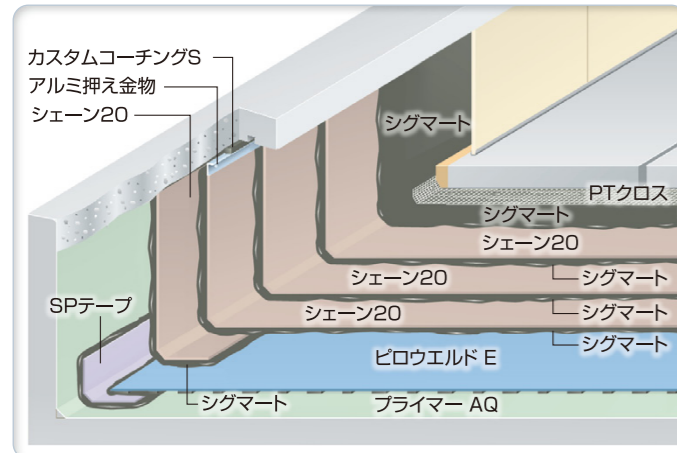 カスタムコーチングS
アルミ押え金物
シェーン20
シグマート
PTクロス
シグマート
シェーン20
シェーン20
シグマート
SPテープ
シェーン20
シグマート
シグマート
ピロウエルド E
シグマート
プライマー AQ